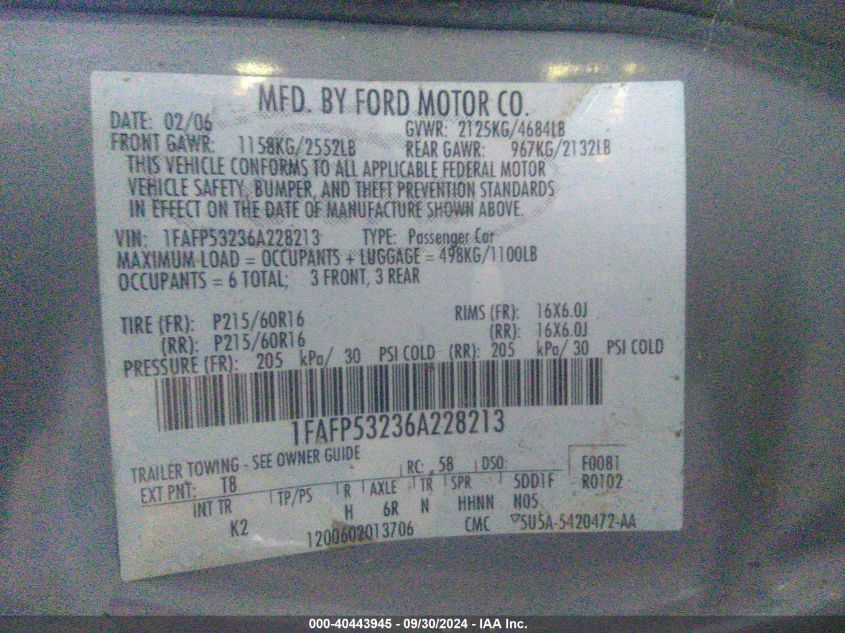 MFD. BY FORD MOTOR CO.
DATE: 02/06 GVWR: 2125KG/4684LB
FRONT GAWR: 1158KG/2552LB REAR GAWR: 967KG/2132LB
THIS VEHICLE CONFORMS TO ALL APPLICABLE FEDERAL MOTOR
VEHICLE SAFETY, BUMPER, AND THEFT PREVENTION STANDARDS
IN EFFECT ON THE DATE OF MANUFACTURE SHOWN ABOVE.
VIN: 1FAFP53236A228213 TYPE: Passenger Car
MAXIMUM LOAD = OCCUPANTS + LUGGAGE = 498KG/1100LB
OCCUPANTS = 6 TOTAL; 3 FRONT, 3 REAR
TIRE (FR): P215/60R16 RIMS (FR): 16X6.0J
(RR): P215/60R16 (RR): 16X6.0J
PRESSURE (FR): 205 kPa/ 30 PSI COLD (RR): 205 kPa/ 30 PSI COLD
1FAFP53236A228213
TRAILER TOWING - SEE OWNER GUIDE RC: 58 DSO: F0081
EXT PNT: T8 R0102
INT TR TP/PS R AXLE TR SPR 5DD1F
K2 H 6R N HHNN N05
1200602013706 CMC ▽5U5A-5420472-AA
000-40443945 - 09/30/2024 - IAA Inc.